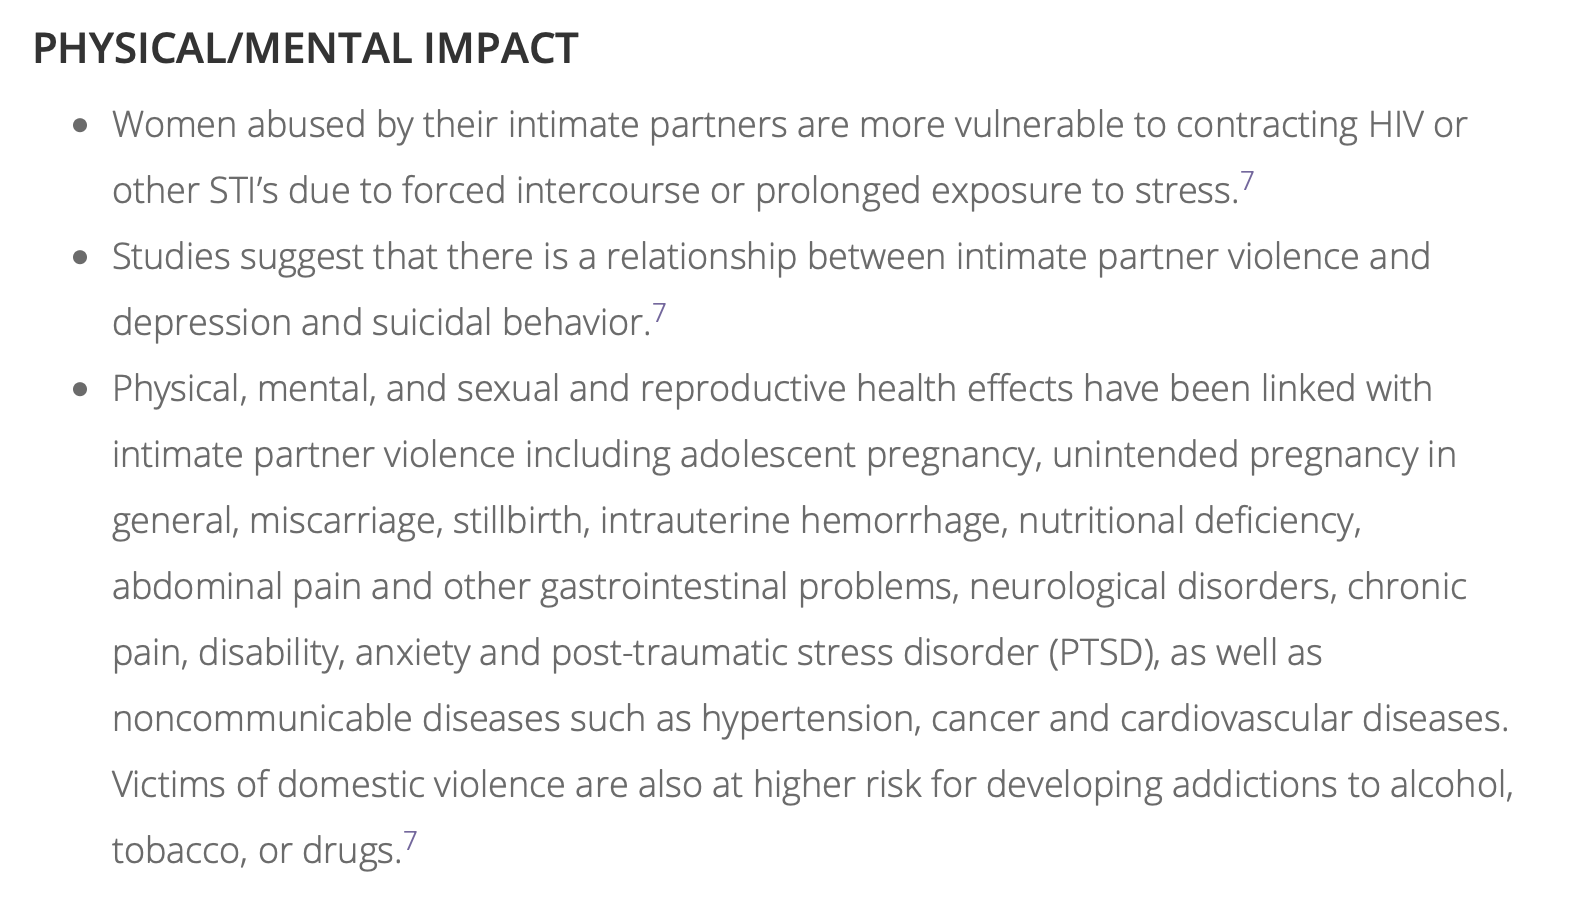 PHYSICAL/MENTAL IMPACT
• Women abused by their intimate partners are more vulnerable to contracting HIV or
other STI’s due to forced intercourse or prolonged exposure to stress.7
• Studies suggest that there is a relationship between intimate partner violence and
depression and suicidal behavior.7
• Physical, mental, and sexual and reproductive health effects have been linked with
intimate partner violence including adolescent pregnancy, unintended pregnancy in
general, miscarriage, stillbirth, intrauterine hemorrhage, nutritional deficiency,
abdominal pain and other gastrointestinal problems, neurological disorders, chronic
pain, disability, anxiety and post-traumatic stress disorder (PTSD), as well as
noncommunicable diseases such as hypertension, cancer and cardiovascular diseases.
Victims of domestic violence are also at higher risk for developing addictions to alcohol,
tobacco, or drugs.7